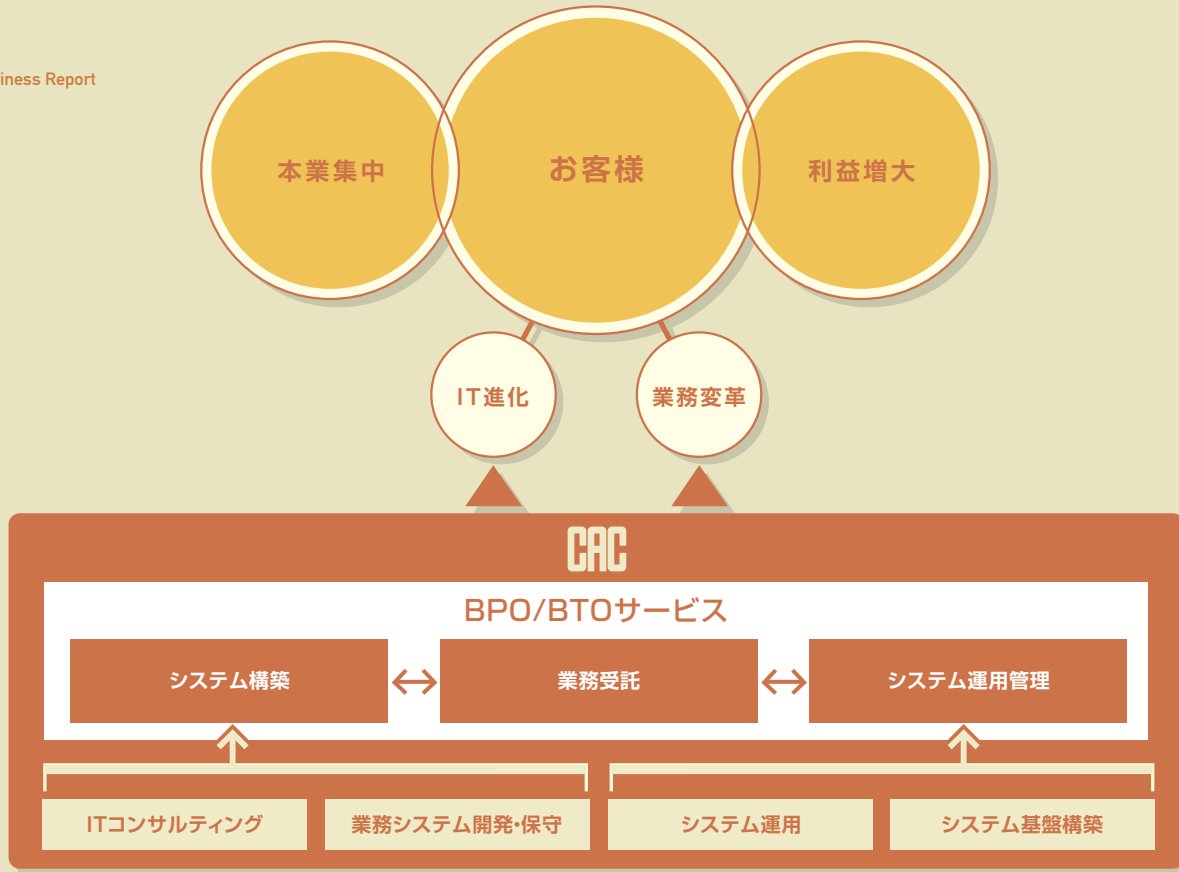 iness Report
本業集中
お客様
利益増大
IT進化
業務変革
CAC
BPO/BTOサービス
システム構築
業務受託
システム運用管理
ITコンサルティング
業務システム開発・保守
システム運用
システム基盤構築